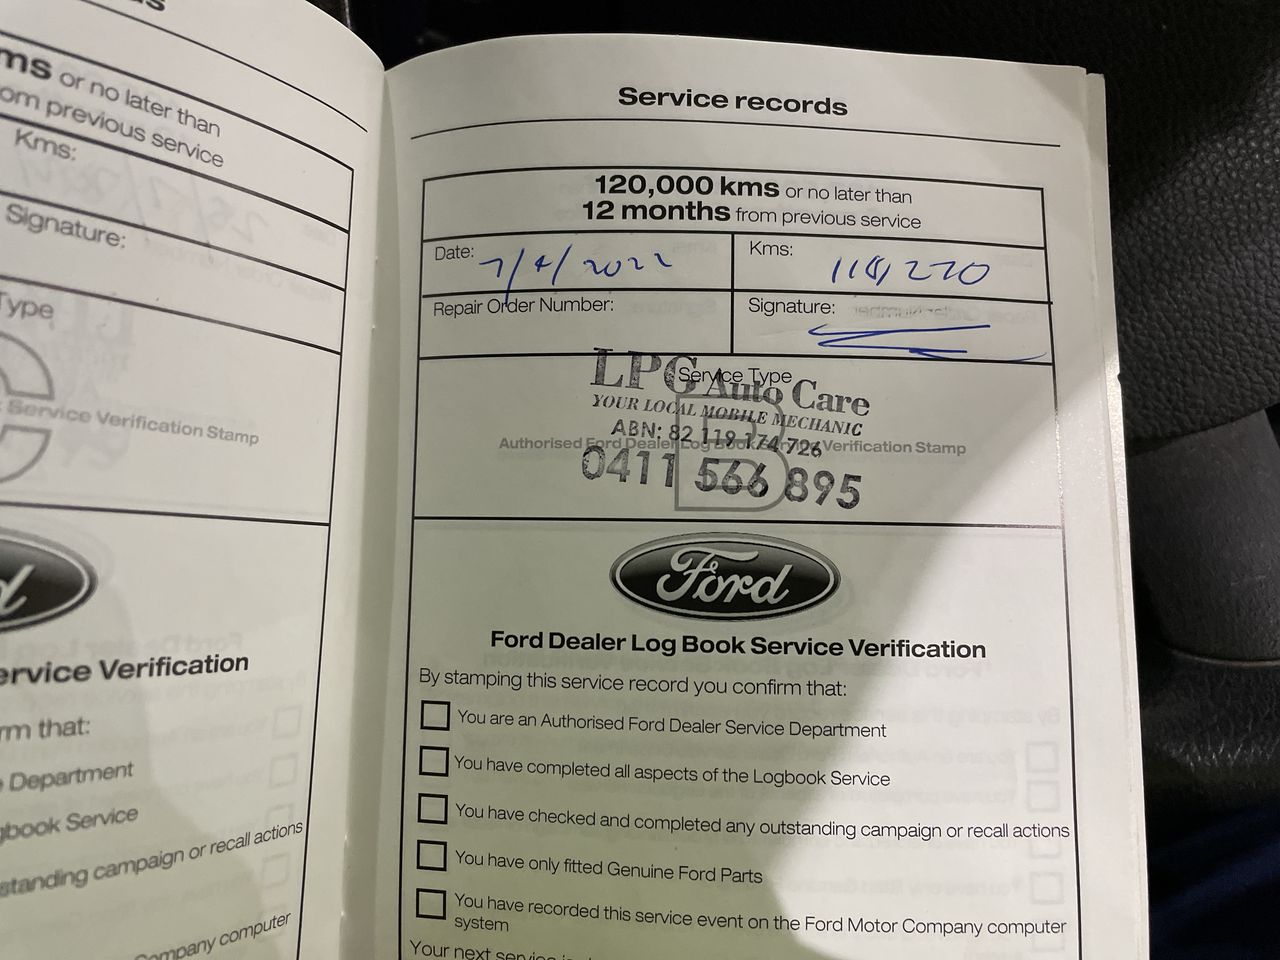 ms or no later than
om previous service
Kms:
Signature:
Type
Service Verification Stamp
ervice Verification
rm that:
Department
gbook Service
standing campaign or recall actions
ompany computer
Service records
120,000 kms or no later than
12 months from previous service
Date: 7/4/2022
Kms: 118,270
Repair Order Number:
Signature:
Service Type
LPG Auto Care
YOUR LOCAL MOBILE MECHANIC
ABN: 82 119 174 726
Authorised Ford Dealer Log Book Service Verification Stamp
0411 566 895
B
Ford
Ford Dealer Log Book Service Verification
By stamping this service record you confirm that:
You are an Authorised Ford Dealer Service Department
You have completed all aspects of the Logbook Service
You have checked and completed any outstanding campaign or recall actions
You have only fitted Genuine Ford Parts
You have recorded this service event on the Ford Motor Company computer
system
Your next service